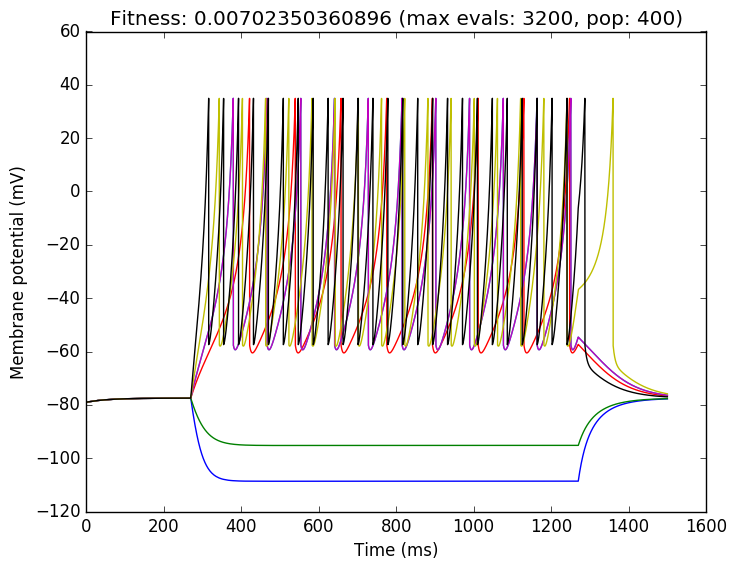 Fitness: 0.00702350360896 (max evals: 3200, pop: 400)
60
40
20
0
−20
−40
−60
−80
−100
−120
Membrane potential (mV)
0 200 400 600 800 1000 1200 1400 1600
Time (ms)